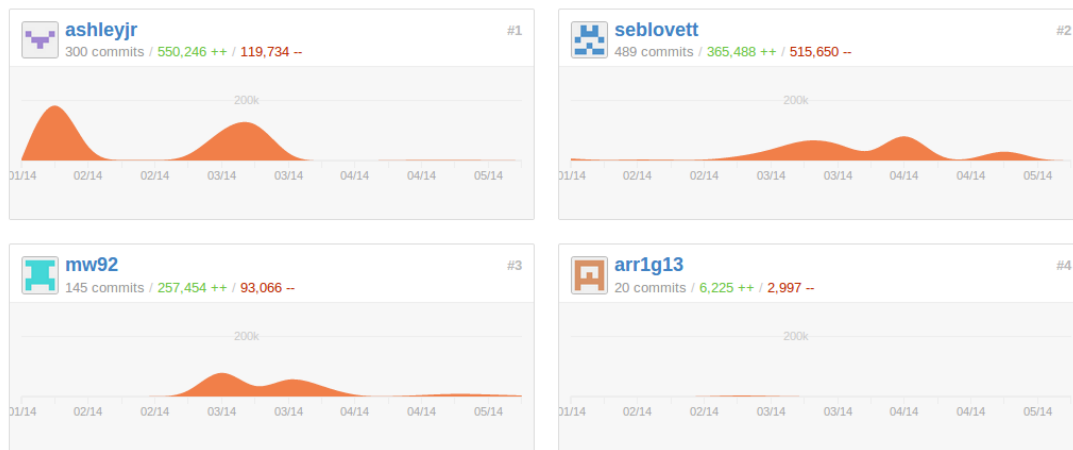 ashleyjr #1
300 commits / 550,246 ++ / 119,734 --
200k
01/14 02/14 02/14 03/14 03/14 04/14 04/14 05/14
seblovett #2
489 commits / 365,488 ++ / 515,650 --
200k
01/14 02/14 02/14 03/14 03/14 04/14 04/14 05/14
mw92 #3
145 commits / 257,454 ++ / 93,066 --
200k
01/14 02/14 02/14 03/14 03/14 04/14 04/14 05/14
arr1g13 #4
20 commits / 6,225 ++ / 2,997 --
200k
01/14 02/14 02/14 03/14 03/14 04/14 04/14 05/14